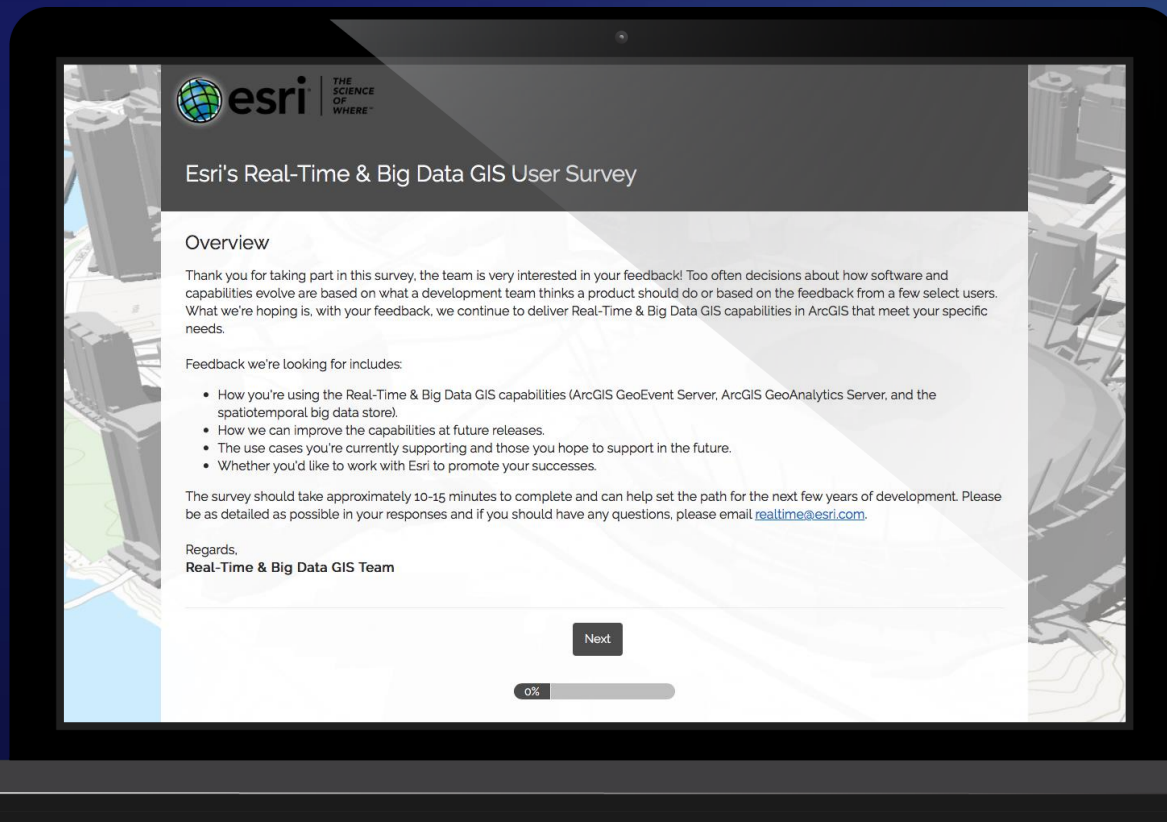 esri
THE
SCIENCE
OF
WHERE™
Esri's Real-Time & Big Data GIS User Survey
Overview
Thank you for taking part in this survey, the team is very interested in your feedback! Too often decisions about how software and
capabilities evolve are based on what a development team thinks a product should do or based on the feedback from a few select users.
What we're hoping is, with your feedback, we continue to deliver Real-Time & Big Data GIS capabilities in ArcGIS that meet your specific
needs.
Feedback we're looking for includes:
• How you're using the Real-Time & Big Data GIS capabilities (ArcGIS GeoEvent Server, ArcGIS GeoAnalytics Server, and the
spatiotemporal big data store).
• How we can improve the capabilities at future releases.
• The use cases you're currently supporting and those you hope to support in the future.
• Whether you'd like to work with Esri to promote your successes.
The survey should take approximately 10-15 minutes to complete and can help set the path for the next few years of development. Please
be as detailed as possible in your responses and if you should have any questions, please email realtime@esri.com.
Regards,
Real-Time & Big Data GIS Team
Next
0%